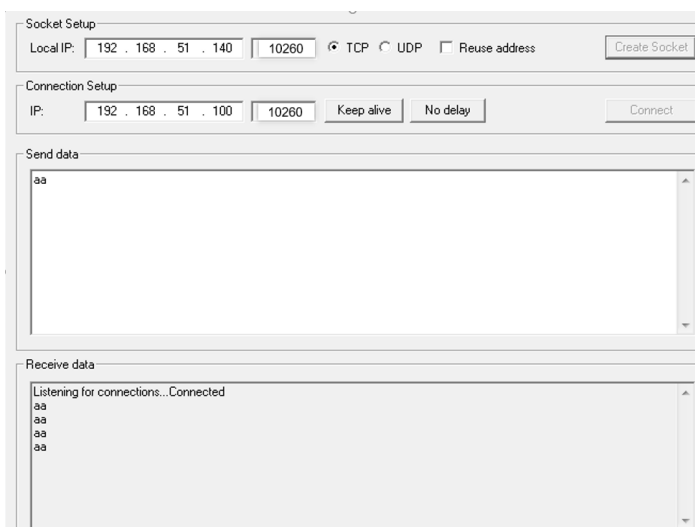 Socket Setup
Local IP: 192 . 168 . 51 . 140 10260 TCP UDP Reuse address Create Socket
Connection Setup
IP: 192 . 168 . 51 . 100 10260 Keep alive No delay Connect
Send data
aa
Receive data
Listening for connections...Connected
aa
aa
aa
aa